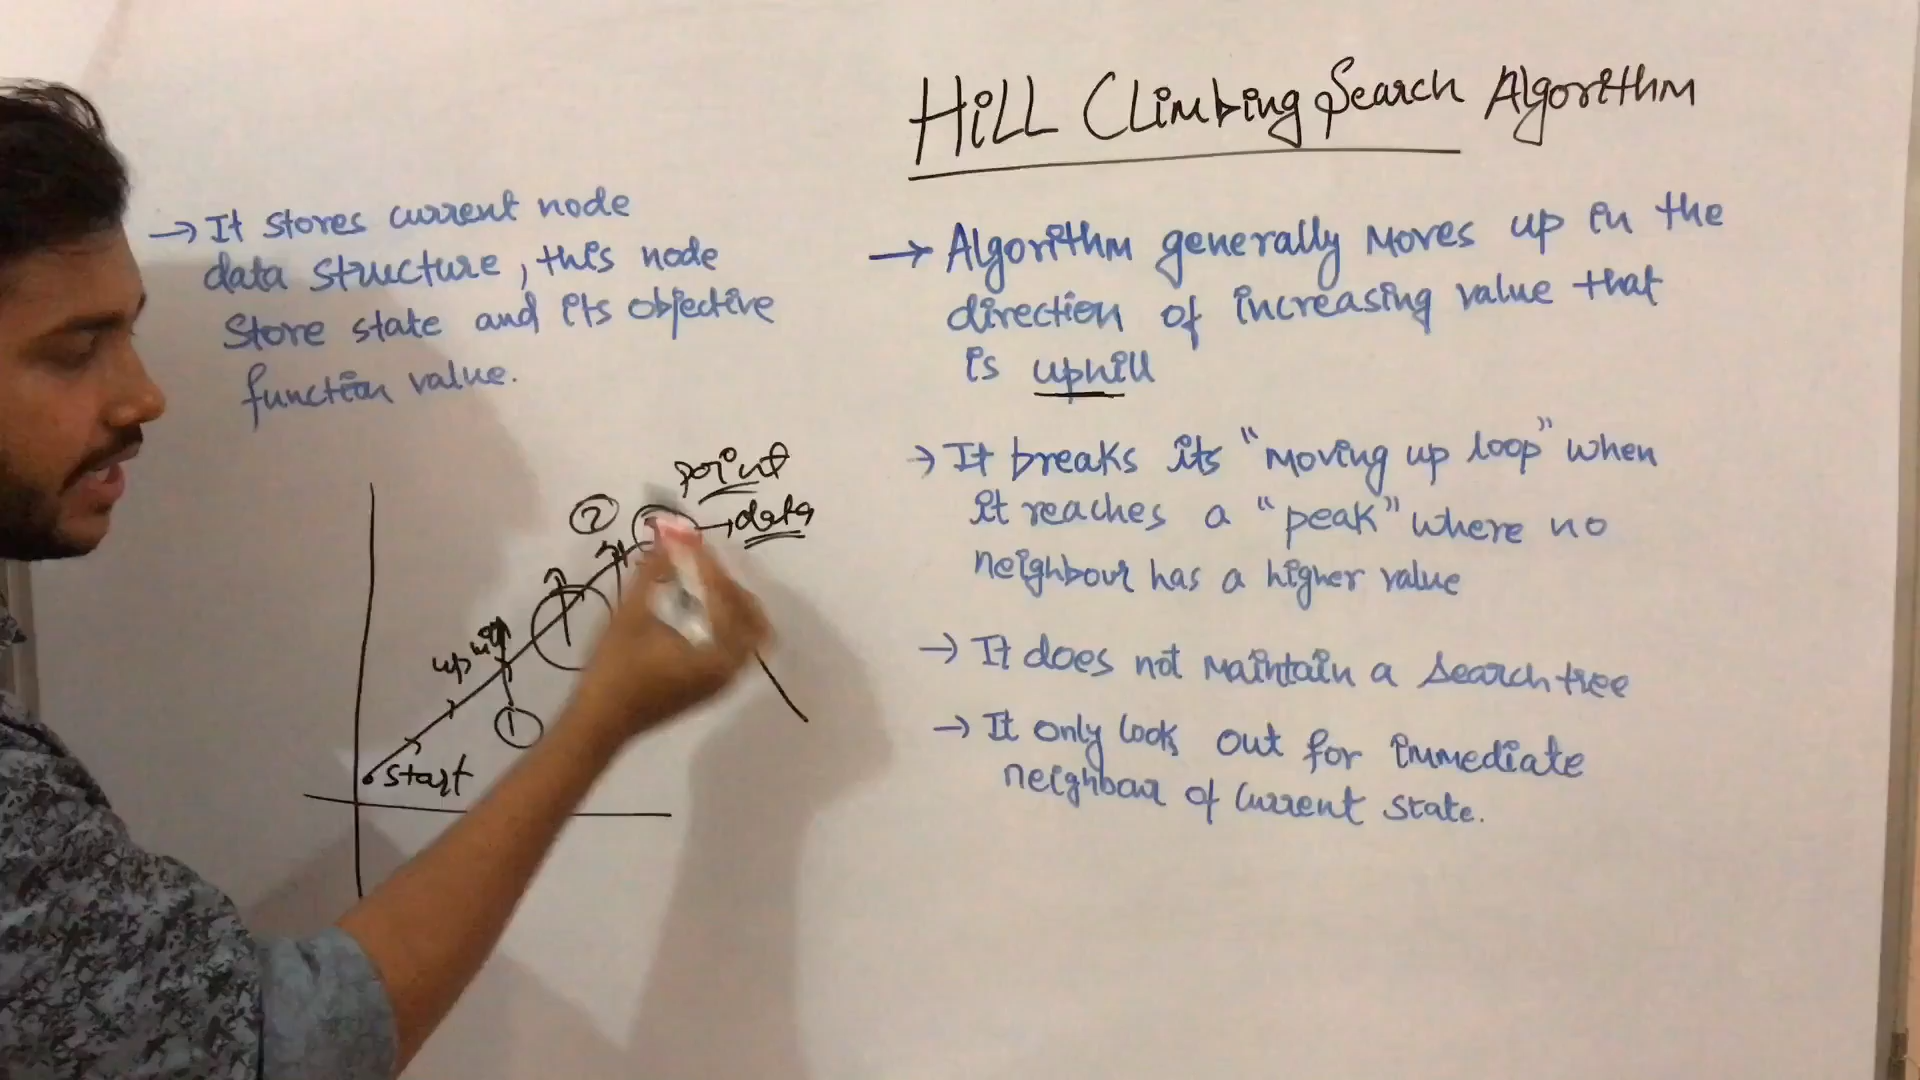 Hill Climbing Search Algorithm
→ It stores current node
data structure, this node
store state and its objective
function value.
→ Algorithm generally moves up in the
direction of increasing value that
is uphill
→ It breaks its "moving up loop" when
it reaches a "peak" where no
neighbour has a higher value
→ It does not maintain a search tree
→ It only look out for immediate
neighbour of current state.
point
2
data
up
1
start